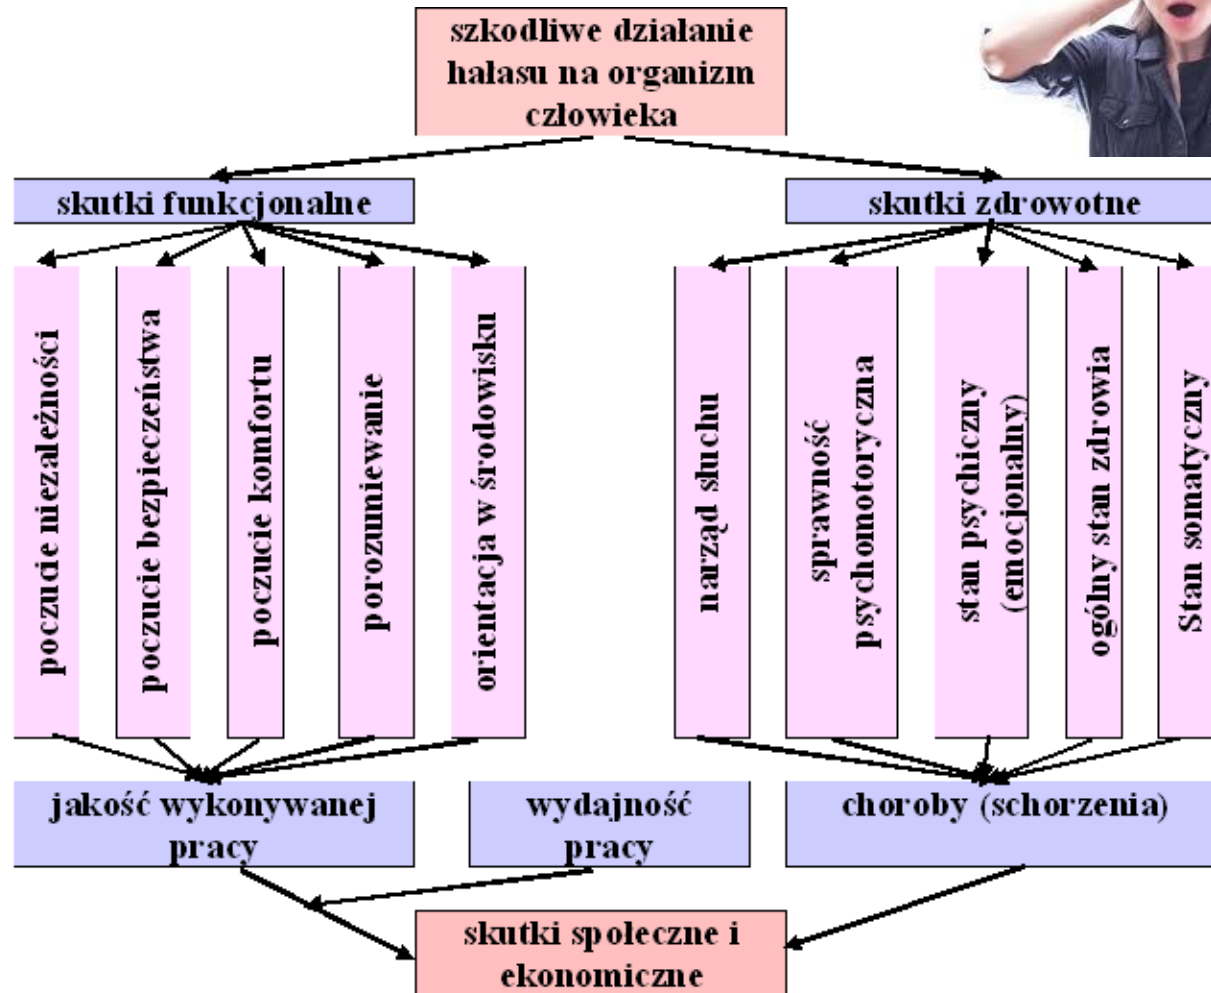 szkodliwe działanie
hałasu na organizm
człowieka
skutki funkcjonalne
skutki zdrowotne
poczucie niezależności
poczucie bezpieczeństwa
poczucie komfortu
porozumiewanie
orientacja w środowisku
narząd słuchu
sprawność
psychomotoryczna
stan psychiczny
(emocjonalny)
ogólny stan zdrowia
Stan somatyczny
jakość wykonywanej
pracy
wydajność
pracy
choroby (schorzenia)
skutki społeczne i
ekonomiczne